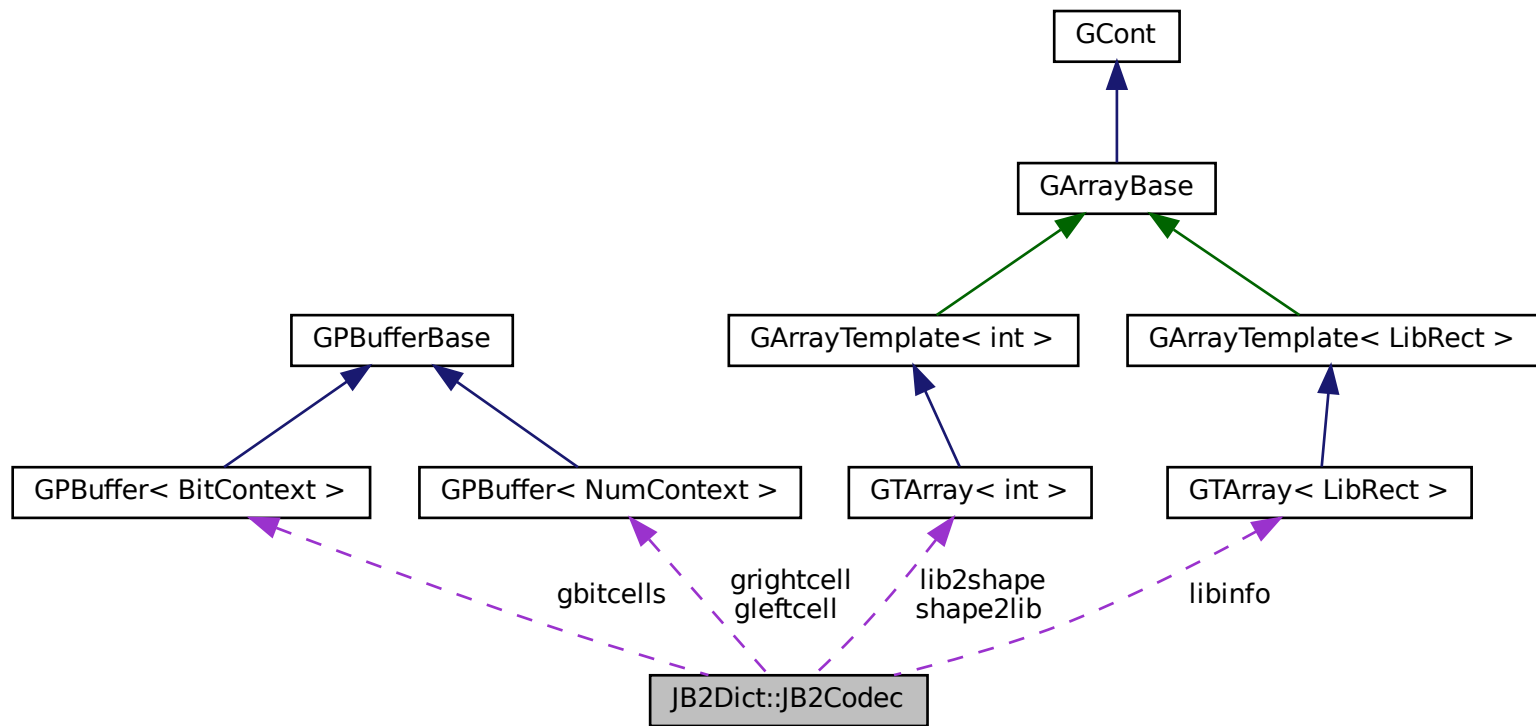 GCont
GArrayBase
GPBufferBase
GArrayTemplate< int >
GArrayTemplate< LibRect >
GPBuffer< BitContext >
GPBuffer< NumContext >
GTArray< int >
GTArray< LibRect >
gbitcells
grightcell
gleftcell
lib2shape
shape2lib
libinfo
JB2Dict::JB2Codec